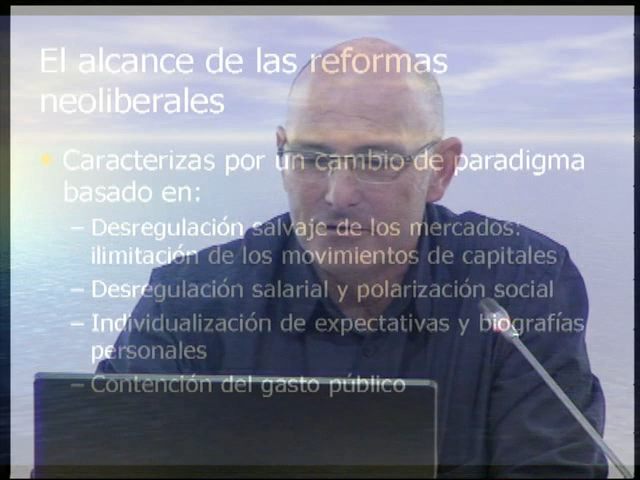 El alcance de las reformas
neoliberales
Caracterizas por un cambio de paradigma
basado en:
– Desregulación salvaje de los mercados:
ilimitación de los movimientos de capitales
– Desregulación salarial y polarización social
– Individualización de expectativas y biografías
personales
– Contención del gasto público